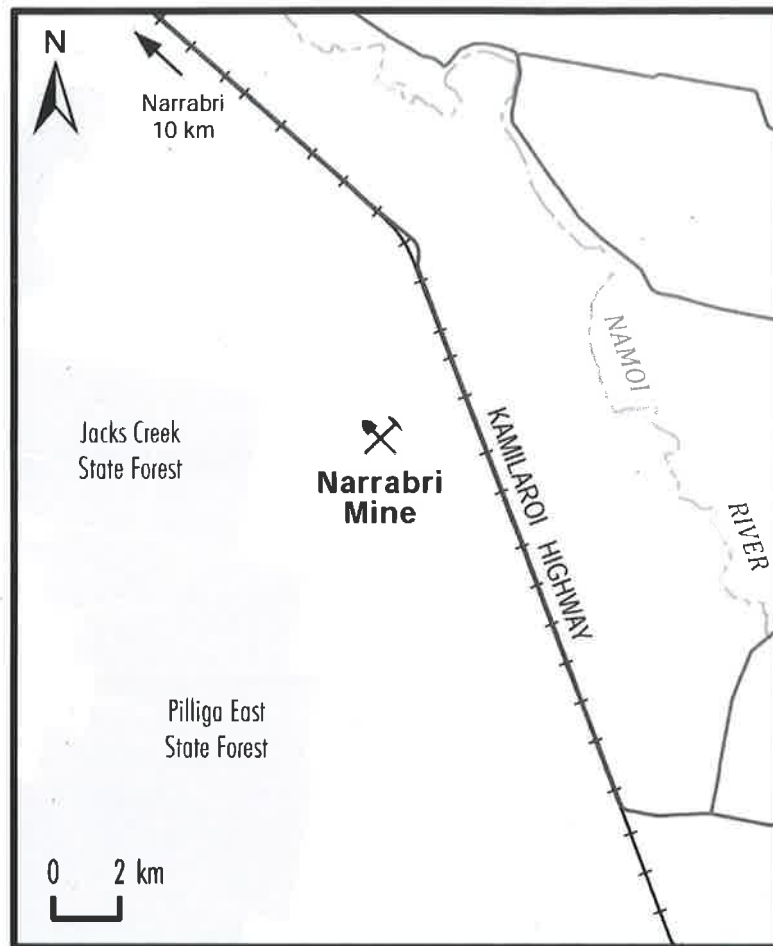 N
Narrabri
10 km
NAMOI
RIVER
KAMILAROI HIGHWAY
Jacks Creek
State Forest
Narrabri
Mine
Pilliga East
State Forest
0 2 km